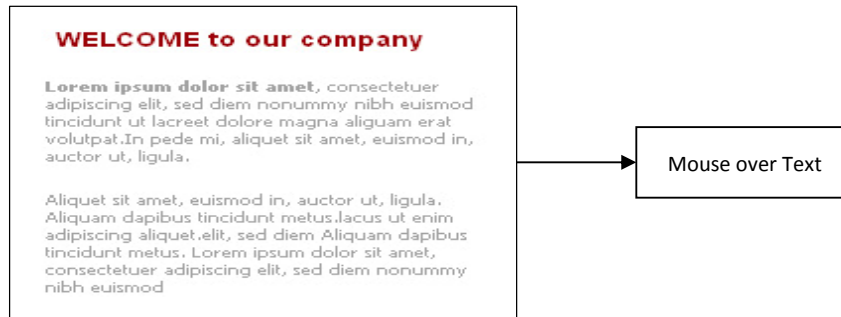 WELCOME to our company
Lorem ipsum dolor sit amet, consectetuer
adipiscing elit, sed diem nonummy nibh euismod
tincidunt ut lacreet dolore magna aliguam erat
volutpat.In pede mi, aliquet sit amet, euismod in,
auctor ut, ligula.
Aliquet sit amet, euismod in, auctor ut, ligula.
Aliquam dapibus tincidunt metus.lacus ut enim
adipiscing aliquet.elit, sed diem Aliquam dapibus
tincidunt metus. Lorem ipsum dolor sit amet,
consectetuer adipiscing elit, sed diem nonummy
nibh euismod
Mouse over Text